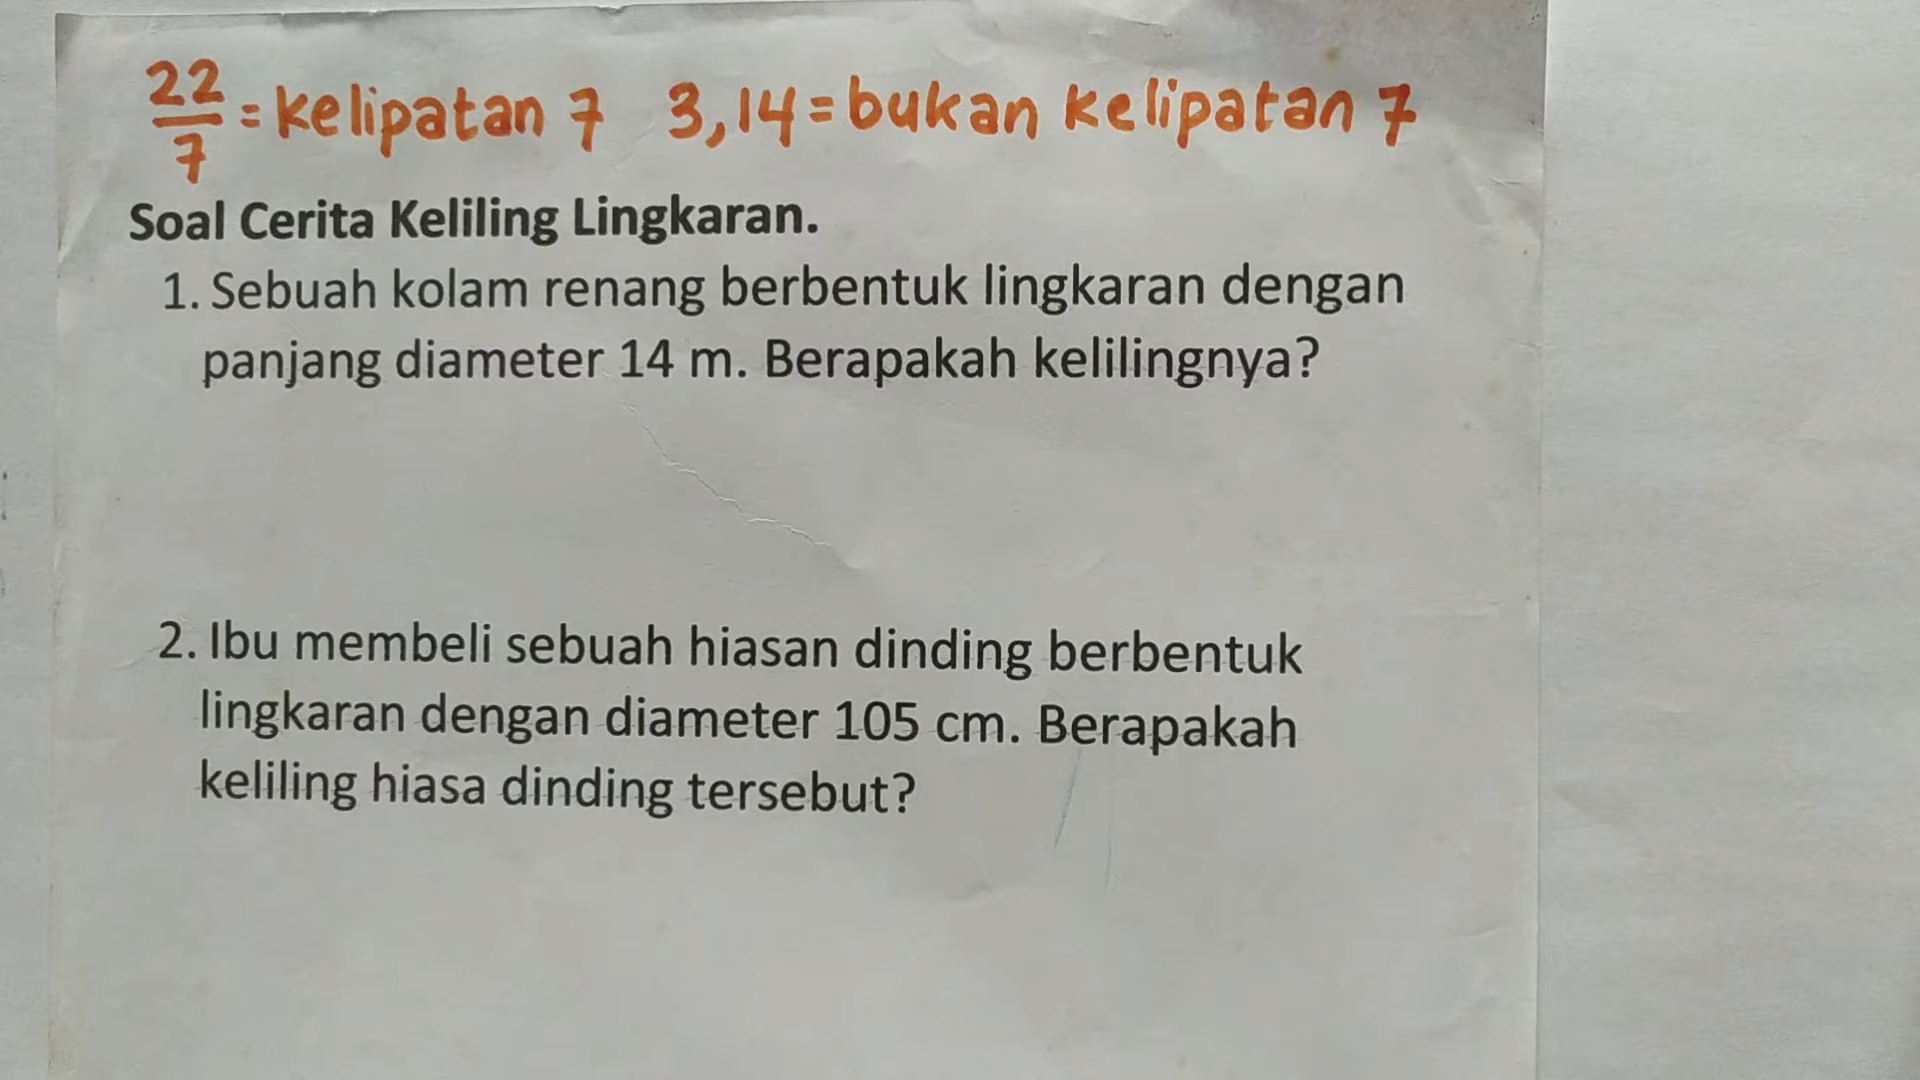 22/7 = kelipatan 7 3,14 = bukan kelipatan 7
Soal Cerita Keliling Lingkaran.
1. Sebuah kolam renang berbentuk lingkaran dengan
panjang diameter 14 m. Berapakah kelilingnya?
2. Ibu membeli sebuah hiasan dinding berbentuk
lingkaran dengan diameter 105 cm. Berapakah
keliling hiasa dinding tersebut?